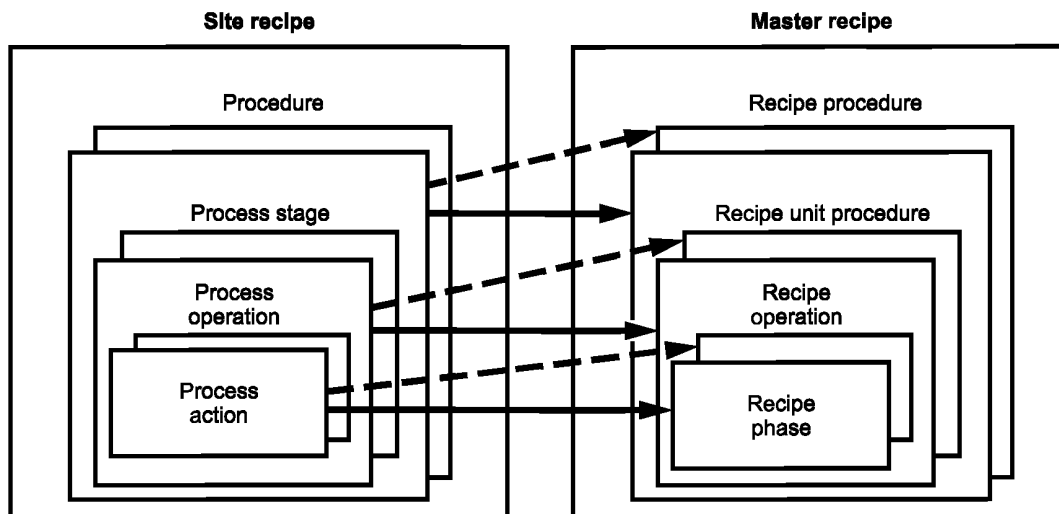 Site recipe
Master recipe
Procedure
Recipe procedure
Process stage
Recipe unit procedure
Process
operation
Recipe
operation
Process
action
Recipe
phase